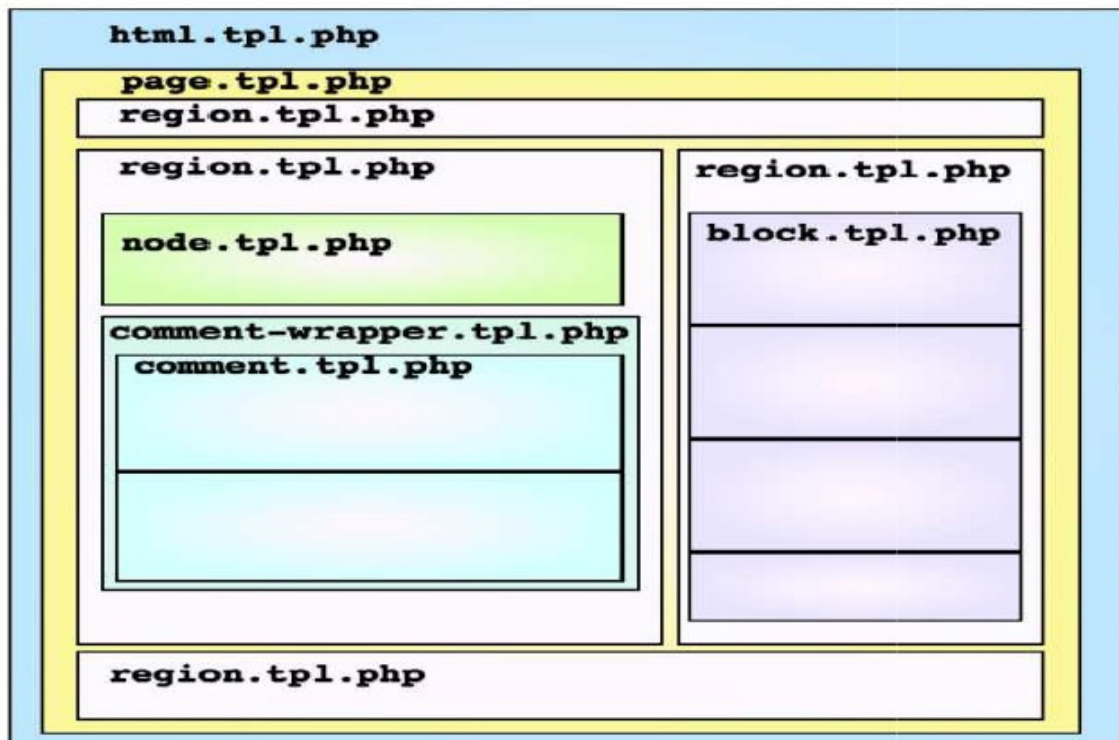 html.tpl.php
page.tpl.php
region.tpl.php
region.tpl.php
node.tpl.php
comment-wrapper.tpl.php
comment.tpl.php
region.tpl.php
block.tpl.php
region.tpl.php